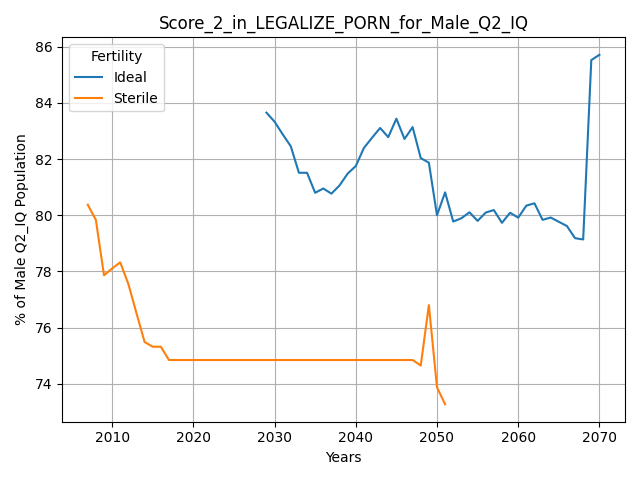 Score_2_in_LEGALIZE_PORN_for_Male_Q2_IQ
Fertility
Ideal
Sterile
% of Male Q2_IQ Population
86
84
82
80
78
76
74
2010 2020 2030 2040 2050 2060 2070
Years